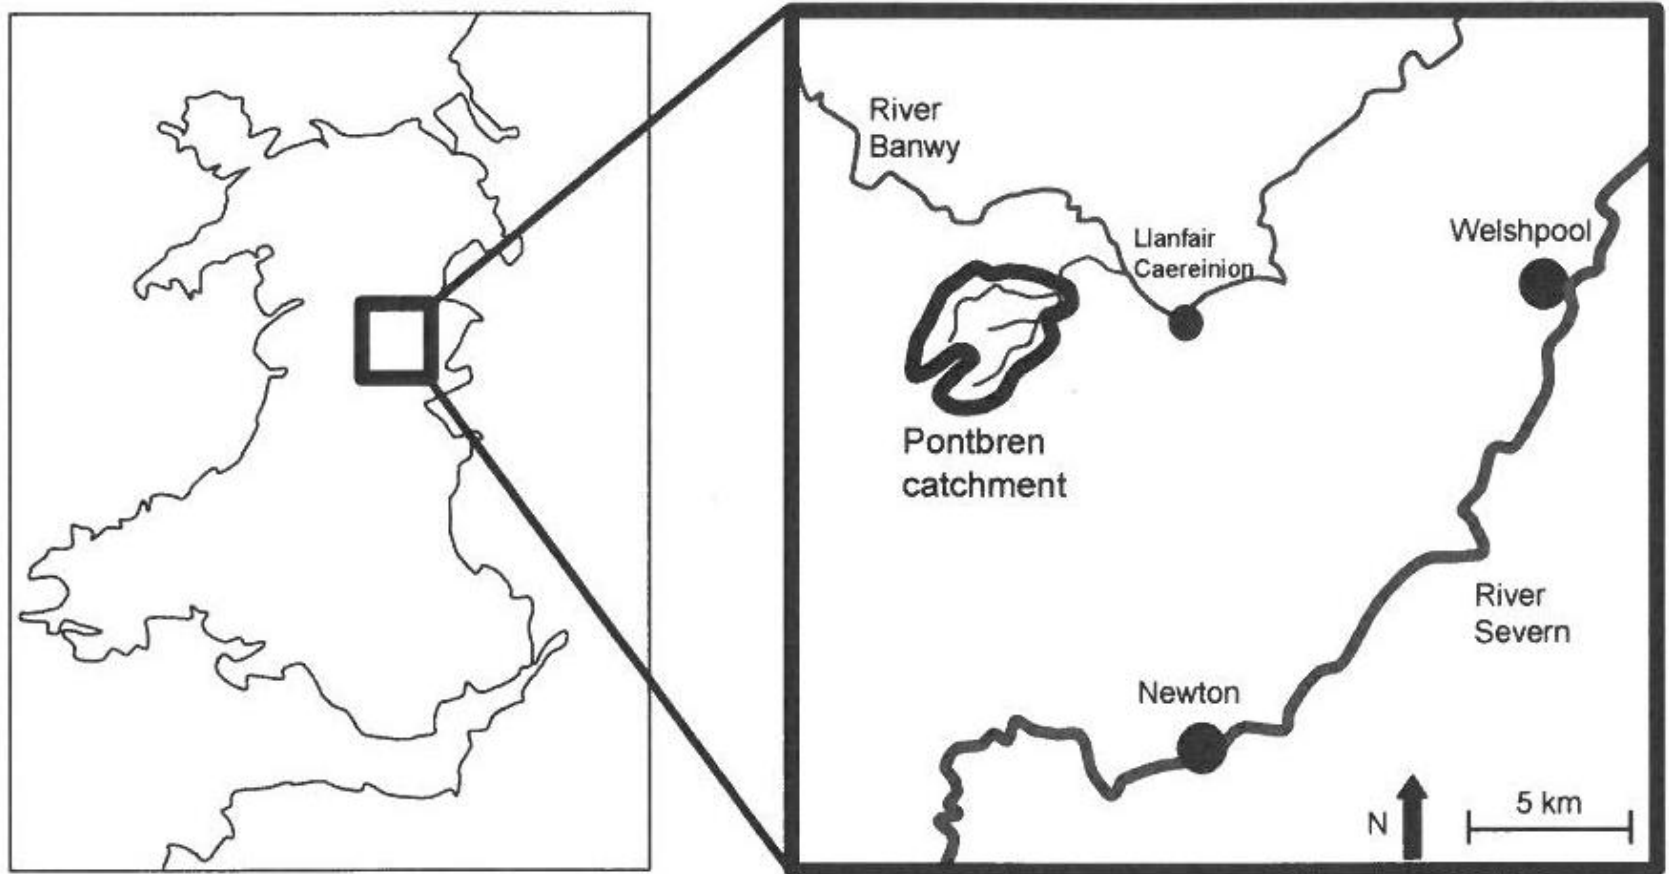 River
Banwy
Llanfair
Caereinion
Welshpool
Pontbren
catchment
River
Severn
Newton
N
5 km